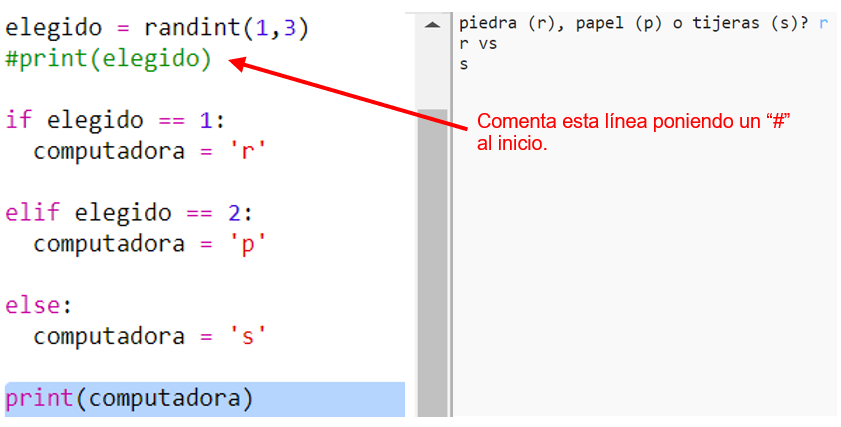 elegido = randint(1,3)
#print(elegido)
if elegido == 1:
  computadora = 'r'
elif elegido == 2:
  computadora = 'p'
else:
  computadora = 's'
print(computadora)
piedra (r), papel (p) o tijeras (s)? r
r vs
s
Comenta esta línea poniendo un “#”
al inicio.